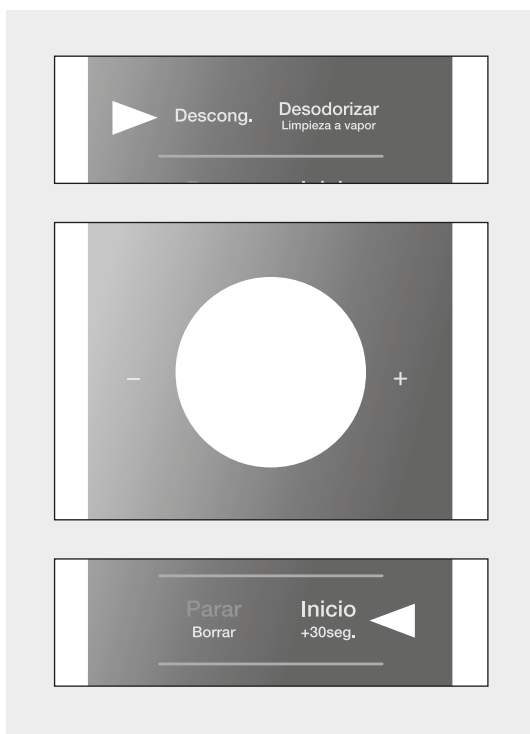 Descong. Desodorizar
Limpieza a vapor
− +
Parar Inicio
Borrar +30seg.